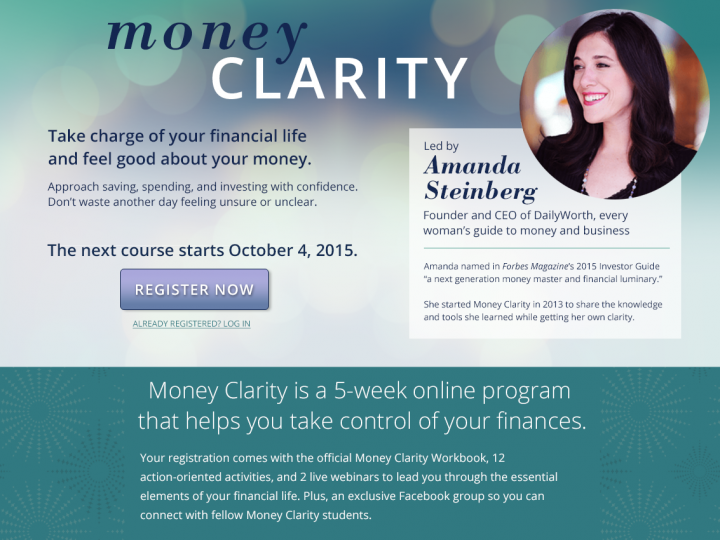 money
CLARITY
Take charge of your financial life
and feel good about your money.
Approach saving, spending, and investing with confidence.
Don't waste another day feeling unsure or unclear.
The next course starts October 4, 2015.
REGISTER NOW
ALREADY REGISTERED? LOG IN
Led by
Amanda
Steinberg
Founder and CEO of DailyWorth, every
woman's guide to money and business
Amanda named in Forbes Magazine's 2015 Investor Guide
"a next generation money master and financial luminary."
She started Money Clarity in 2013 to share the knowledge
and tools she learned while getting her own clarity.
Money Clarity is a 5-week online program
that helps you take control of your finances.
Your registration comes with the official Money Clarity Workbook, 12
action-oriented activities, and 2 live webinars to lead you through the essential
elements of your financial life. Plus, an exclusive Facebook group so you can
connect with fellow Money Clarity students.